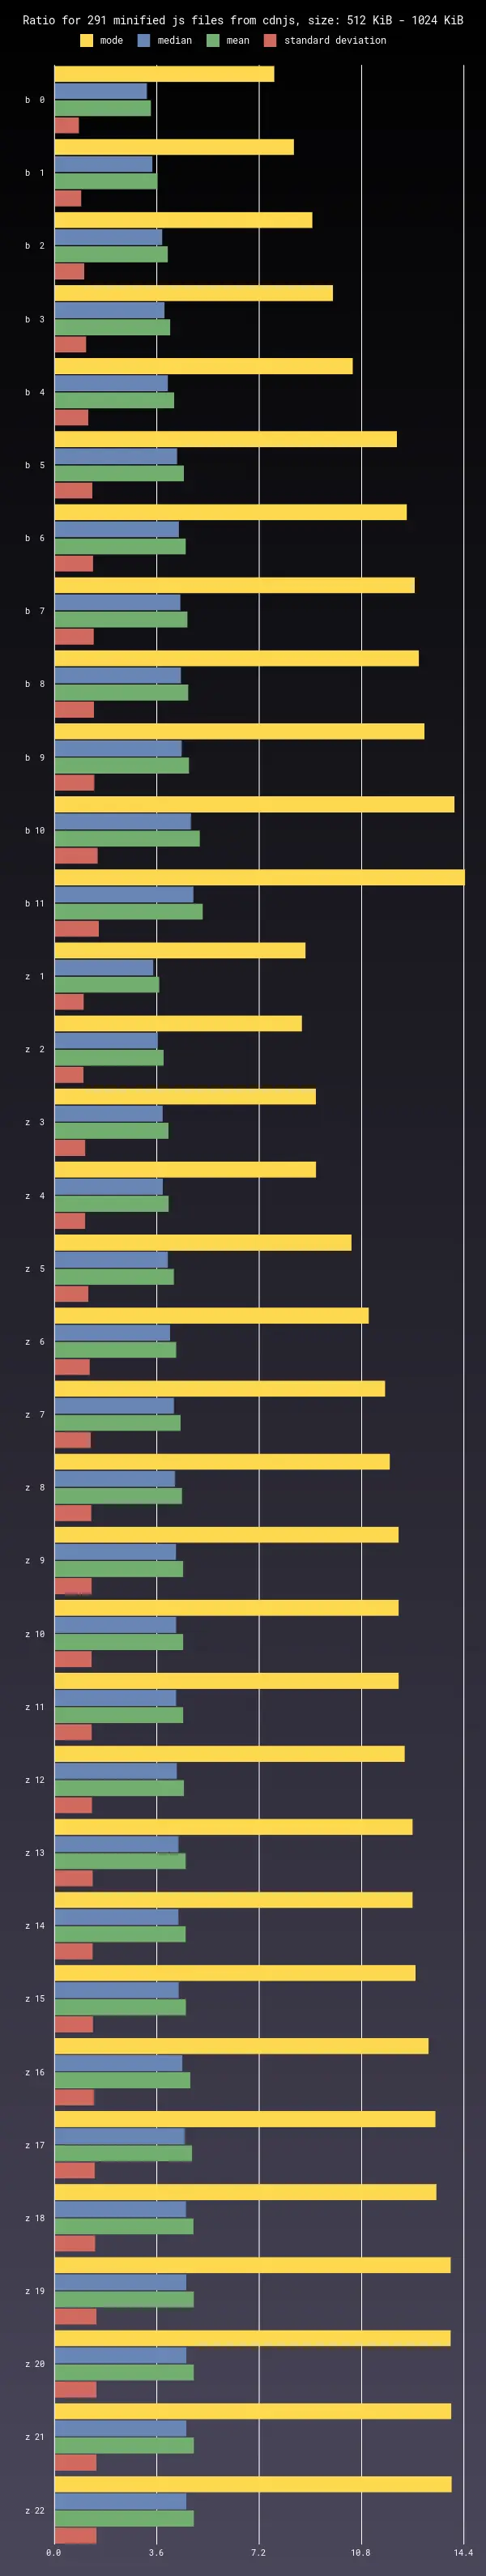 Ratio for 291 minified js files from cdnjs, size: 512 KiB - 1024 KiB
mode median mean standard deviation
b 0
b 1
b 2
b 3
b 4
b 5
b 6
b 7
b 8
b 9
b 10
b 11
z 1
z 2
z 3
z 4
z 5
z 6
z 7
z 8
z 9
z 10
z 11
z 12
z 13
z 14
z 15
z 16
z 17
z 18
z 19
z 20
z 21
z 22
0.0 3.6 7.2 10.8 14.4